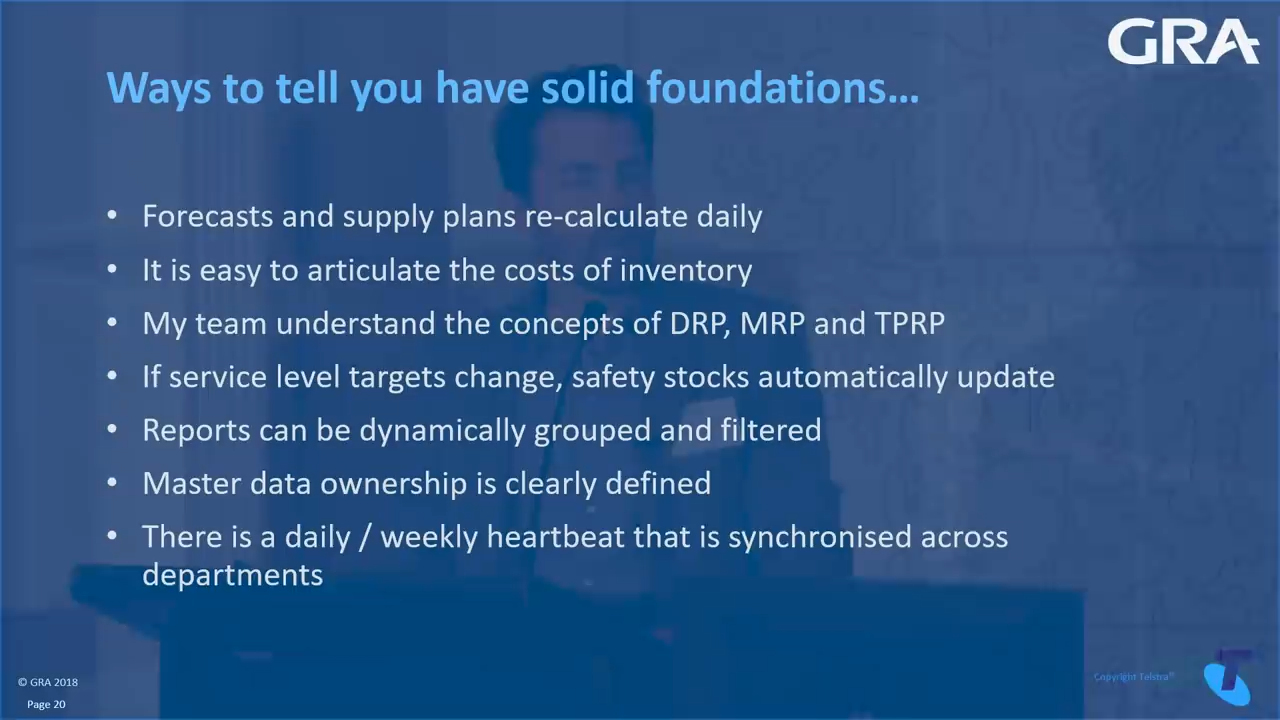 GRA
Ways to tell you have solid foundations...
• Forecasts and supply plans re-calculate daily
• It is easy to articulate the costs of inventory
• My team understand the concepts of DRP, MRP and TPRP
• If service level targets change, safety stocks automatically update
• Reports can be dynamically grouped and filtered
• Master data ownership is clearly defined
• There is a daily / weekly heartbeat that is synchronised across
departments
© GRA 2018
Page 20
Copyright Telstra®
T